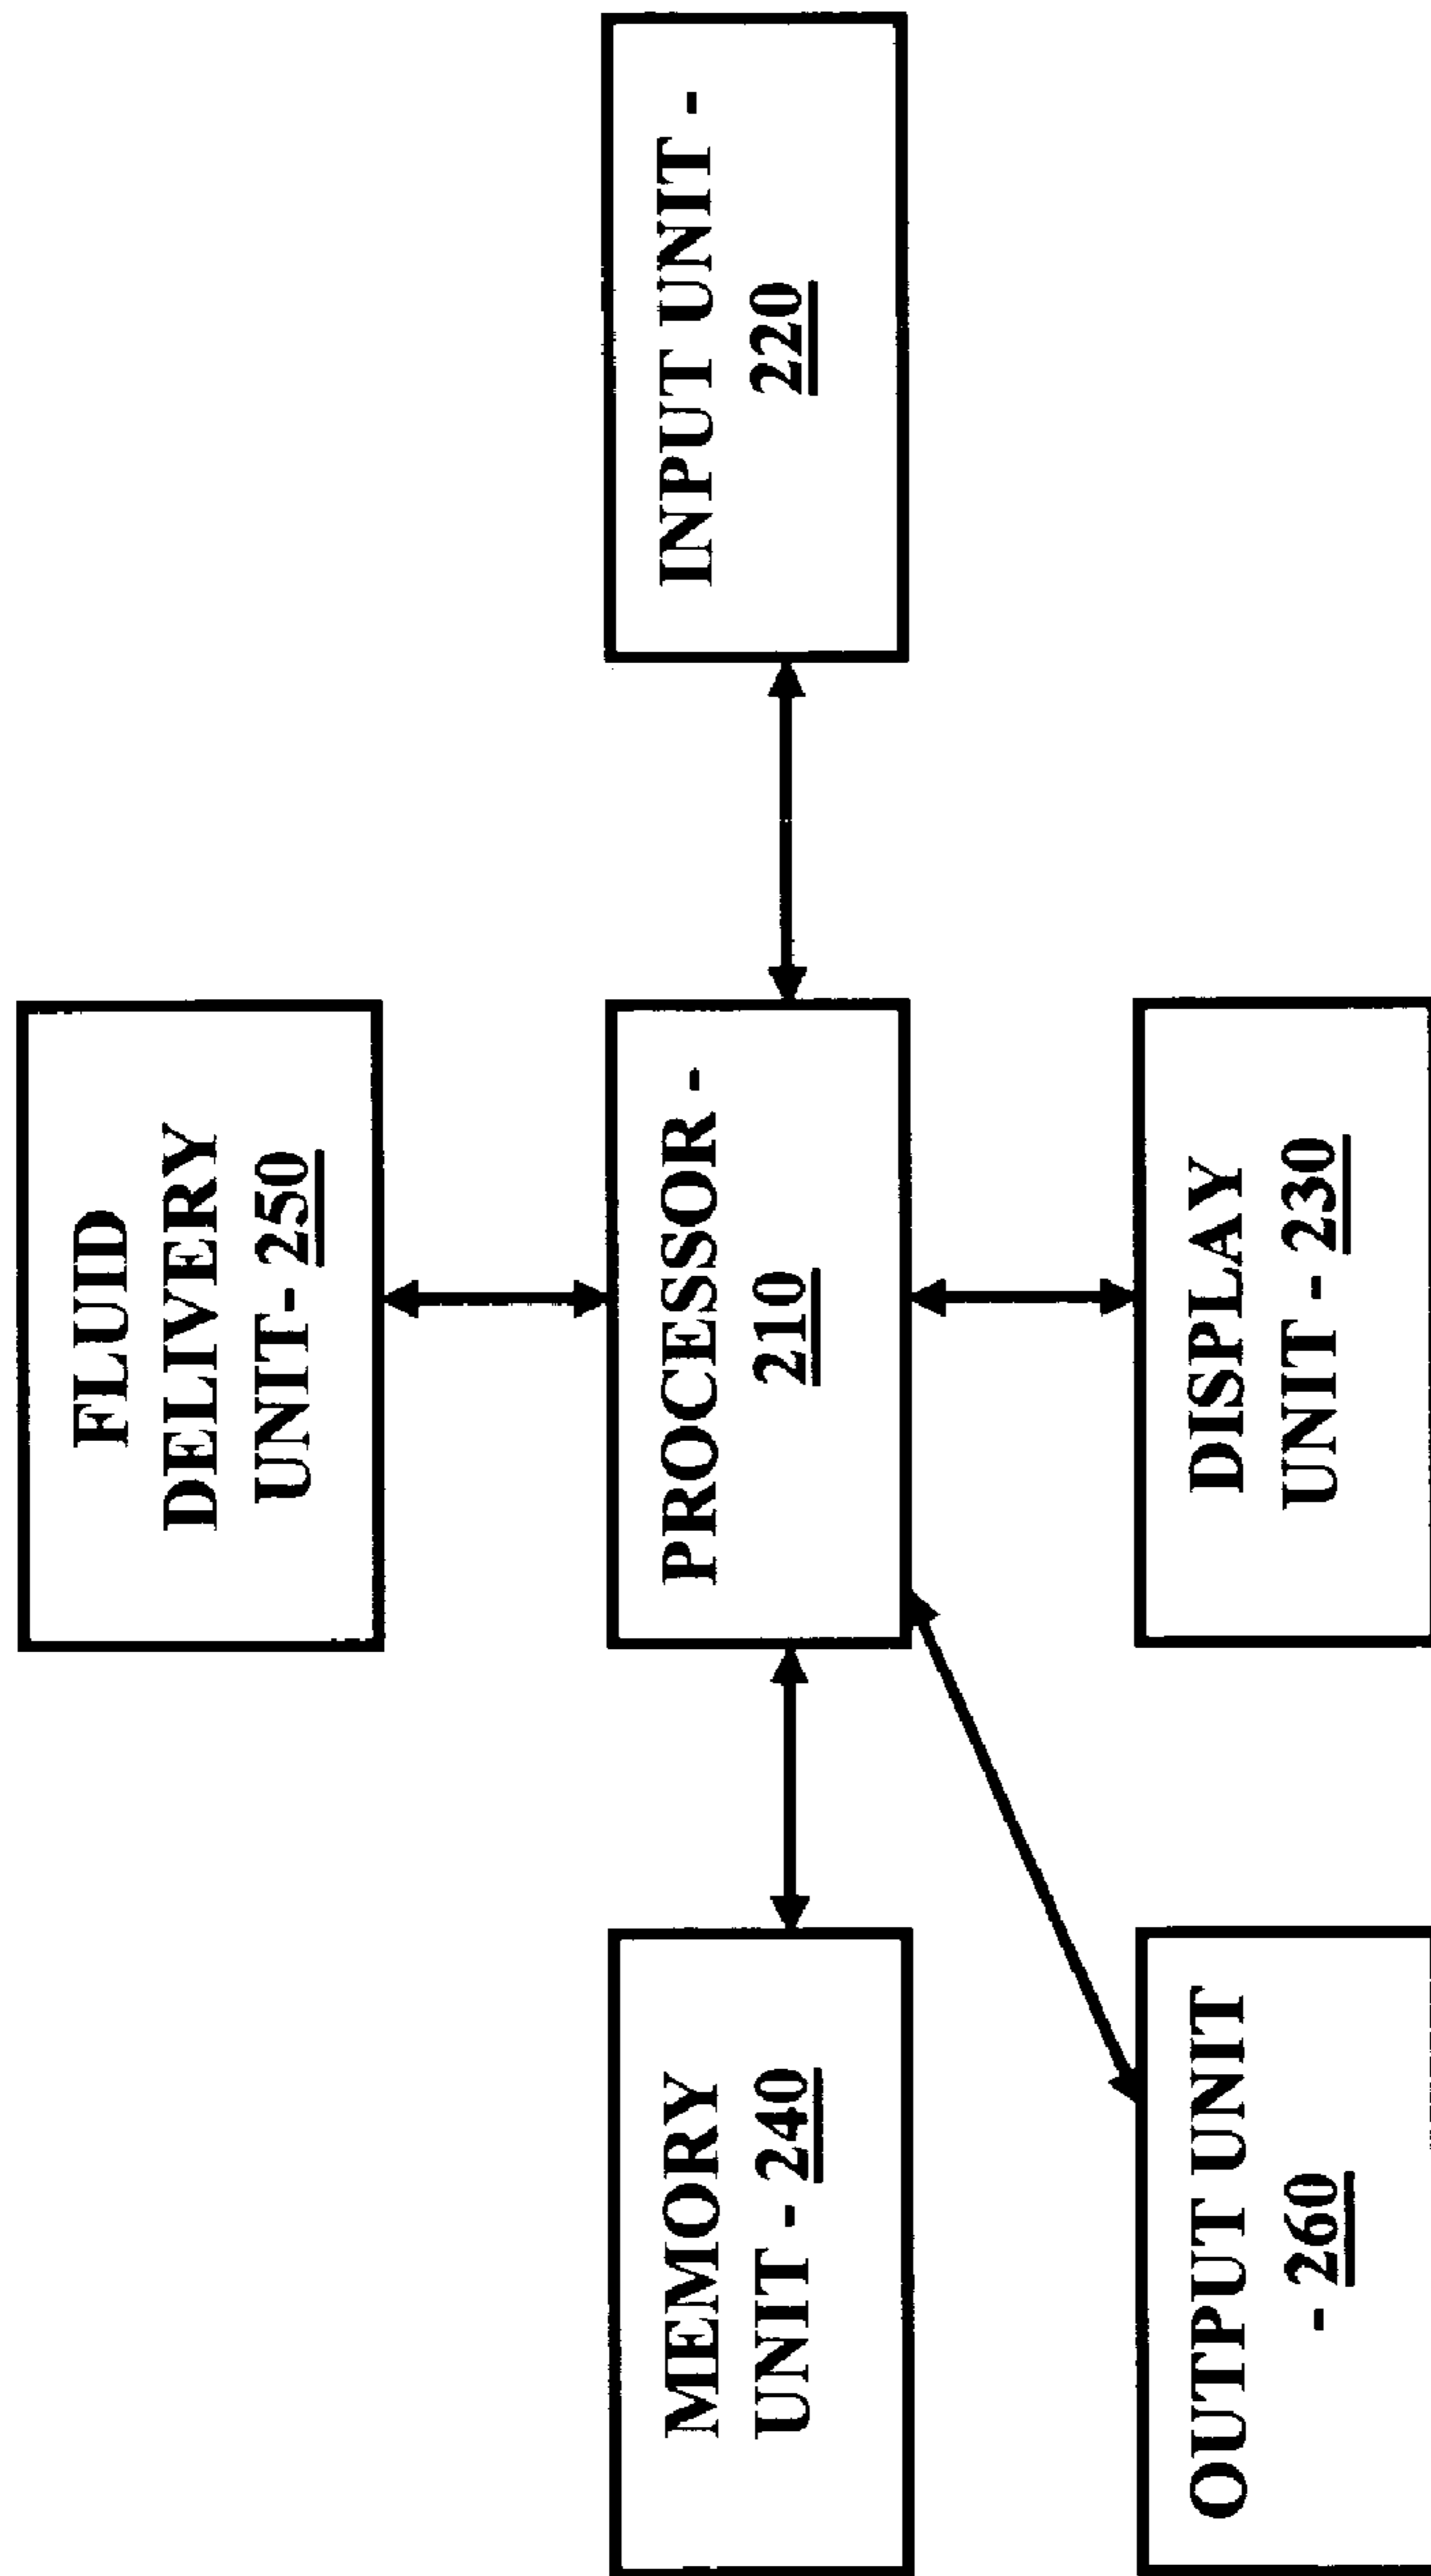 FLUID
DELIVERY
UNIT- 250
MEMORY
UNIT - 240
PROCESSOR -
210
INPUT UNIT -
220
OUTPUT UNIT
- 260
DISPLAY
UNIT - 230